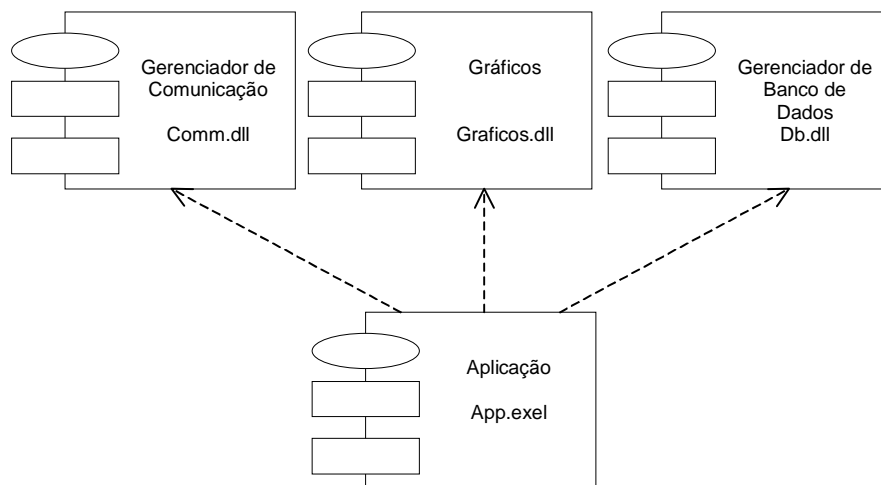 Gerenciador de
Comunicação
Comm.dll
Gráficos
Graficos.dll
Gerenciador de
Banco de
Dados
Db.dll
Aplicação
App.exel